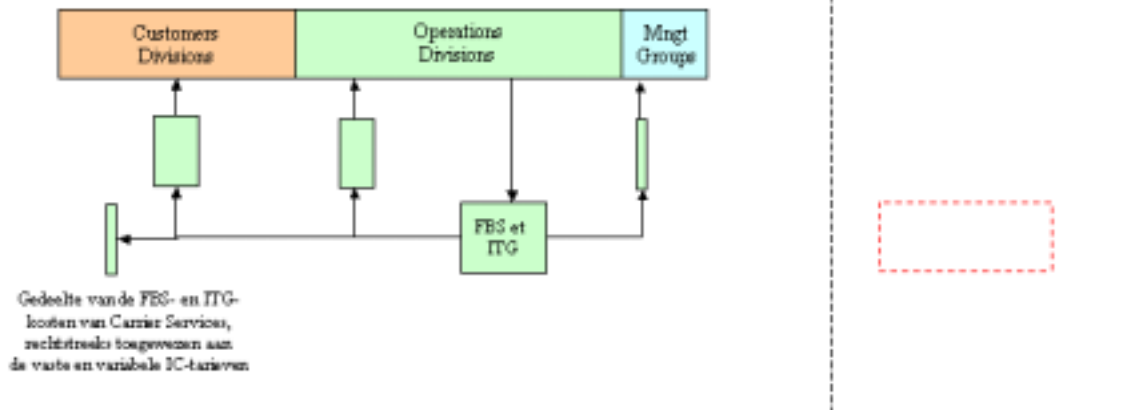 Customers
Divisions
Operations
Divisions
Mngt
Groups
FBS et
ITG
Gedeelte van de FBS- en ITG-
kosten van Carrier Services,
rechtstreeks toegewezen aan
de vaste en variabele IC-tarieven